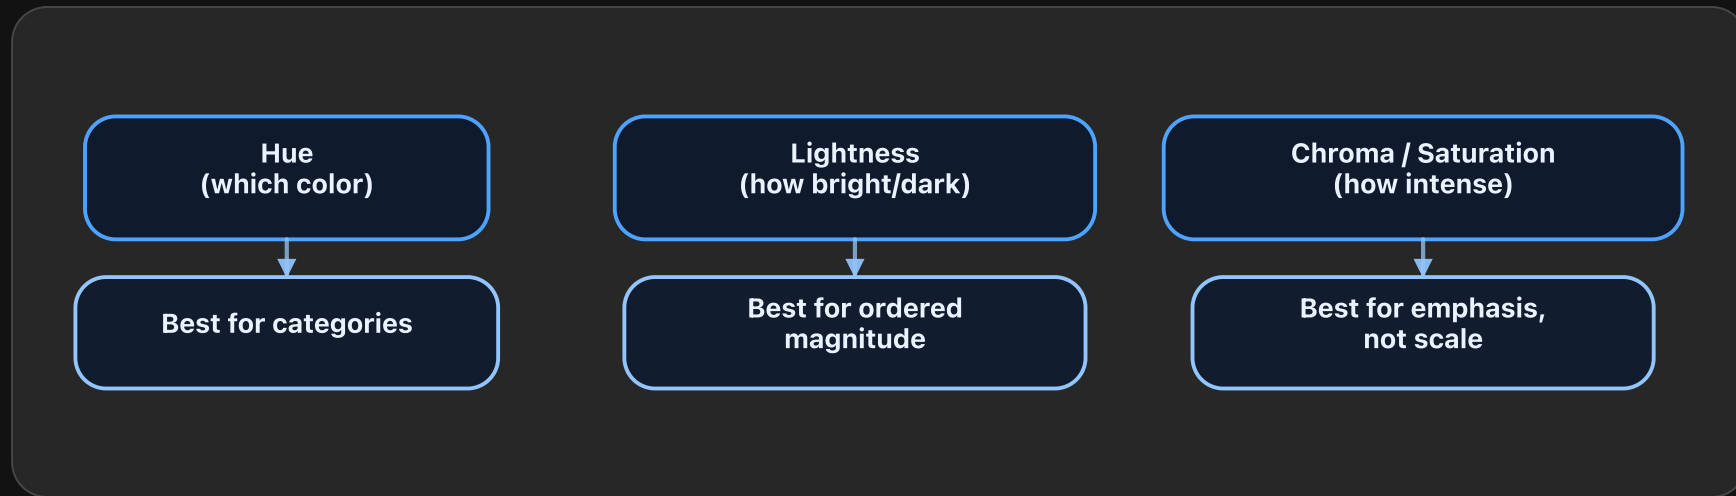 Hue
(which color)
Best for categories
Lightness
(how bright/dark)
Best for ordered
magnitude
Chroma / Saturation
(how intense)
Best for emphasis,
not scale